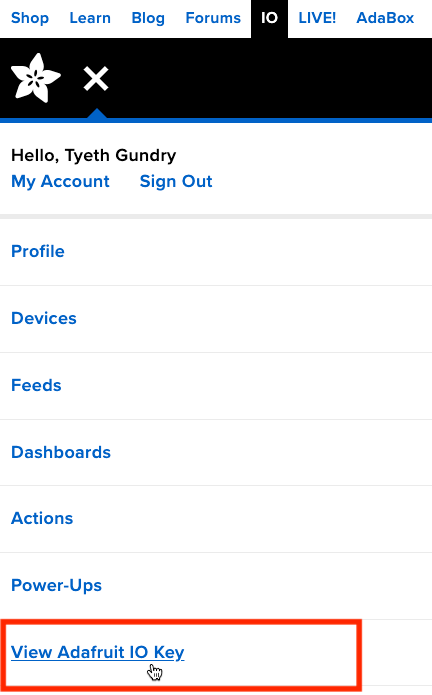 Shop Learn Blog Forums IO LIVE! AdaBox
Hello, Tyeth Gundry
My Account Sign Out
Profile
Devices
Feeds
Dashboards
Actions
Power-Ups
View Adafruit IO Key